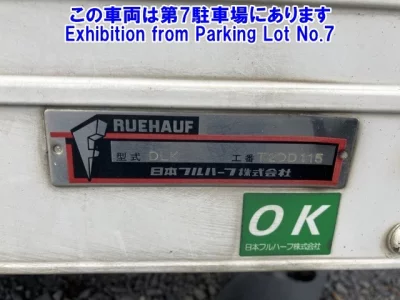 この車両は第7駐車場にあります
Exhibition from Parking Lot No.7
RUEHAUF
型式 工番
日本フルハーフ株式会社
OK
日本フルハーフ株式会社